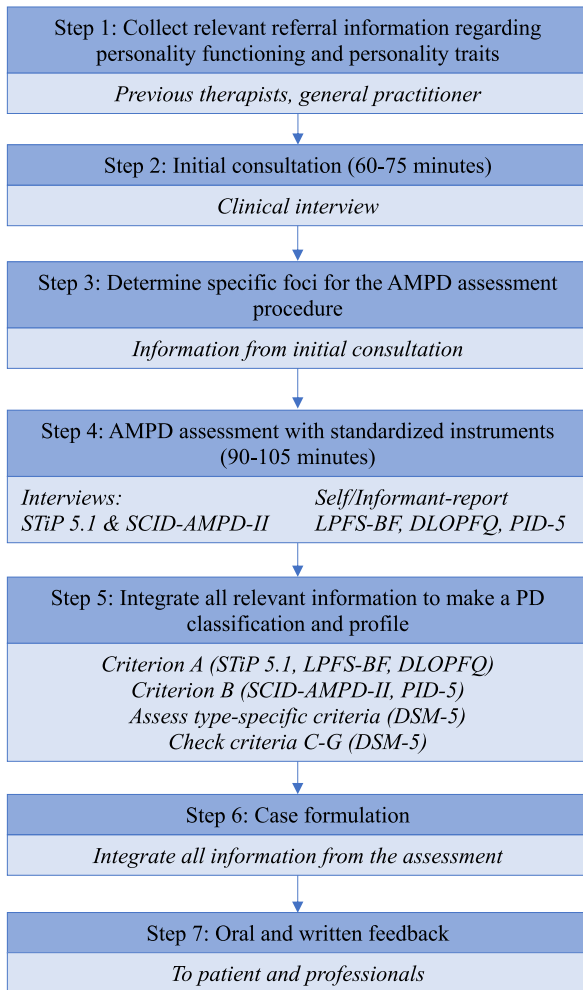 Step 1: Collect relevant referral information regarding
personality functioning and personality traits
Previous therapists, general practitioner
Step 2: Initial consultation (60-75 minutes)
Clinical interview
Step 3: Determine specific foci for the AMPD assessment
procedure
Information from initial consultation
Step 4: AMPD assessment with standardized instruments
(90-105 minutes)
Interviews:
STiP 5.1 & SCID-AMPD-II
Self/Informant-report
LPFS-BF, DLOPFQ, PID-5
Step 5: Integrate all relevant information to make a PD
classification and profile
Criterion A (STiP 5.1, LPFS-BF, DLOPFQ)
Criterion B (SCID-AMPD-II, PID-5)
Assess type-specific criteria (DSM-5)
Check criteria C-G (DSM-5)
Step 6: Case formulation
Integrate all information from the assessment
Step 7: Oral and written feedback
To patient and professionals